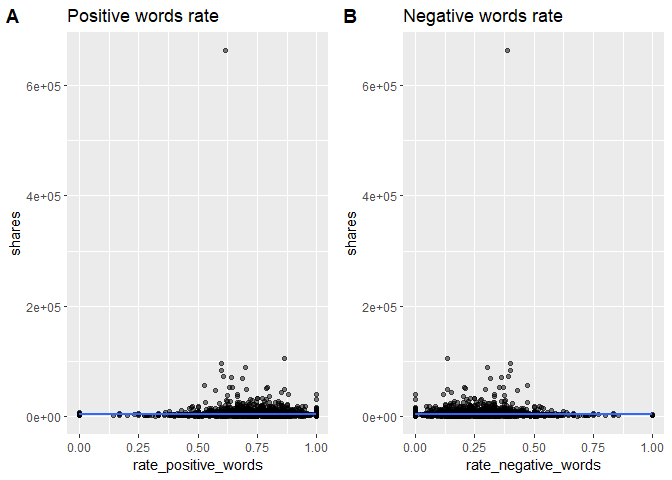 A Positive words rate
6e+05
4e+05
2e+05
0e+00
shares
0.00 0.25 0.50 0.75 1.00
rate_positive_words
B Negative words rate
6e+05
4e+05
2e+05
0e+00
shares
0.00 0.25 0.50 0.75 1.00
rate_negative_words